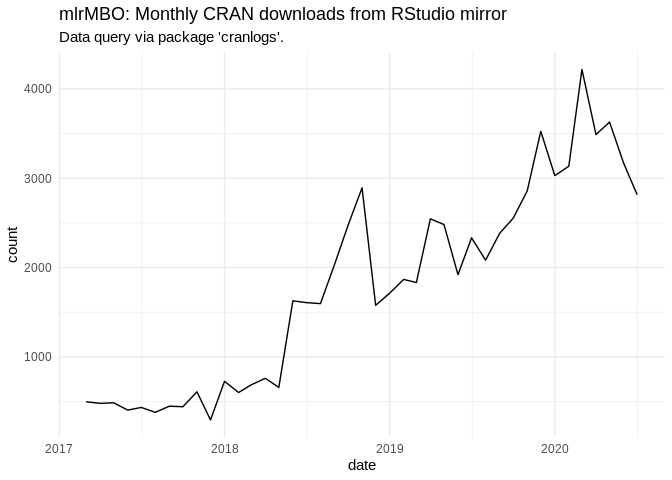 mlrMBO: Monthly CRAN downloads from RStudio mirror
Data query via package 'cranlogs'.
4000
3000
2000
1000
count
2017
2018
2019
2020
date